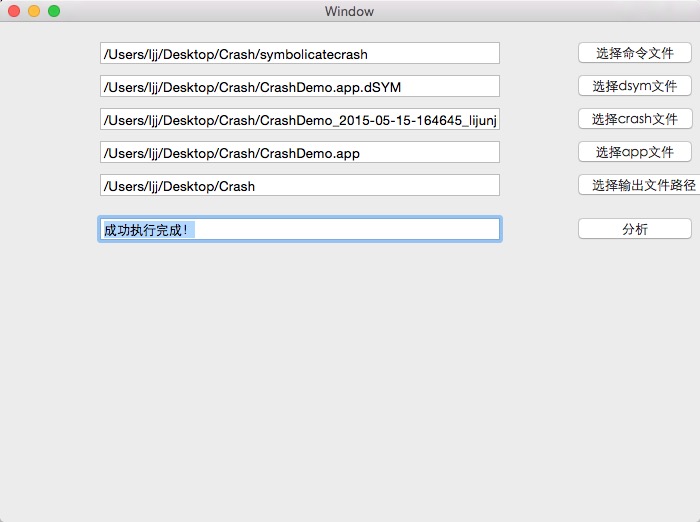 Window
/Users/ljj/Desktop/Crash/symbolicatecrash 选择命令文件
/Users/ljj/Desktop/Crash/CrashDemo.app.dSYM 选择dsym文件
/Users/ljj/Desktop/Crash/CrashDemo_2015-05-15-164645_lijunj 选择crash文件
/Users/ljj/Desktop/Crash/CrashDemo.app 选择app文件
/Users/ljj/Desktop/Crash 选择输出文件路径
成功执行完成! 分析